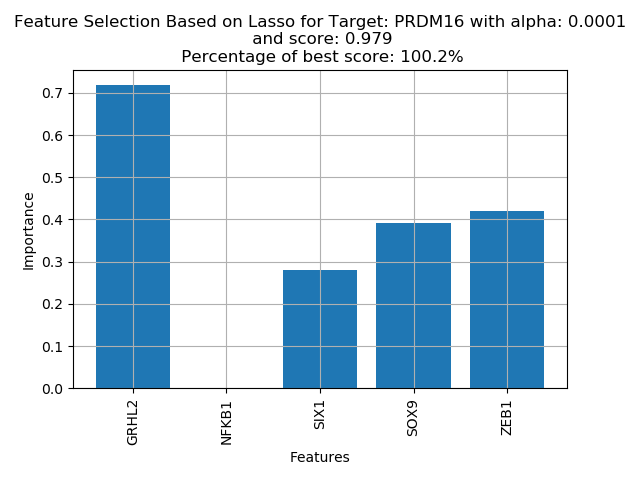 Feature Selection Based on Lasso for Target: PRDM16 with alpha: 0.0001
and score: 0.979
Percentage of best score: 100.2%
Importance
0.7
0.6
0.5
0.4
0.3
0.2
0.1
0.0
GRHL2
NFKB1
SIX1
SOX9
ZEB1
Features